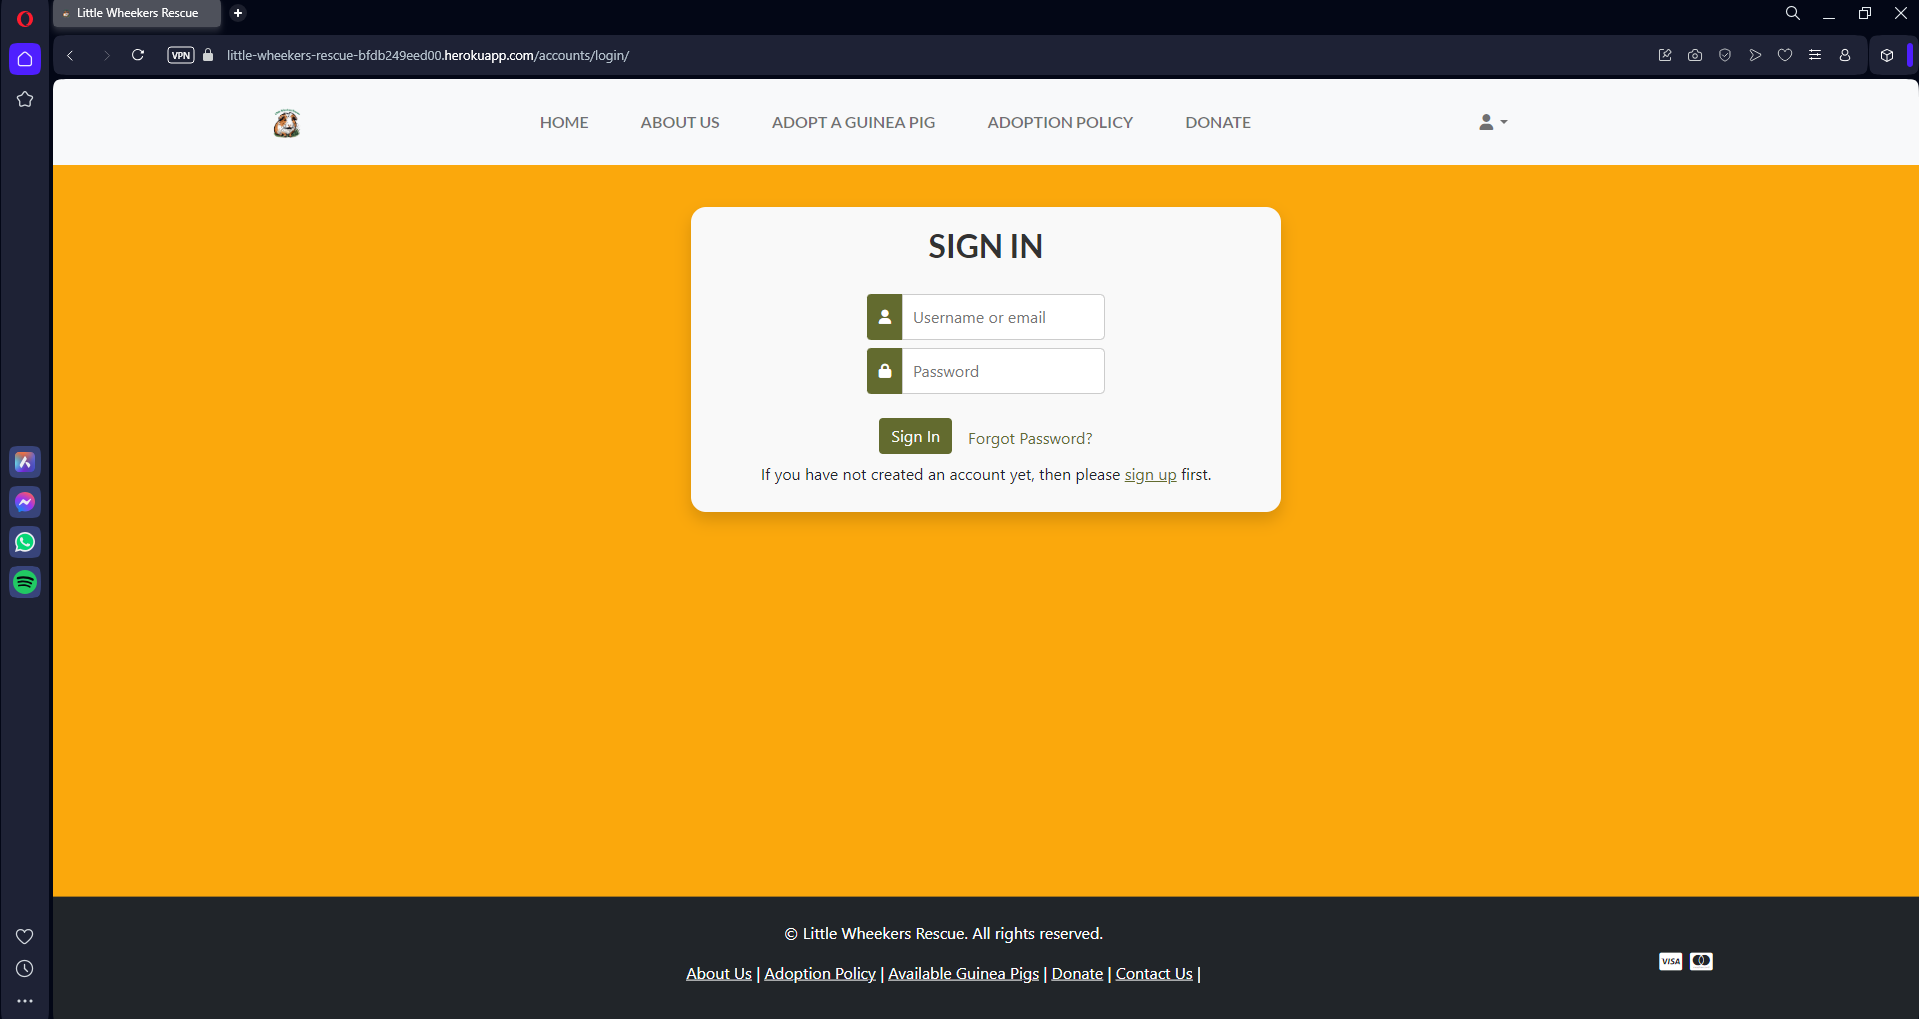 Little Wheekers Rescue
VPN
little-wheekers-rescue-bfdb249eed00.herokuapp.com/accounts/login/
HOME ABOUT US ADOPT A GUINEA PIG ADOPTION POLICY DONATE
SIGN IN
Username or email
Password
Sign In Forgot Password?
If you have not created an account yet, then please sign up first.
© Little Wheekers Rescue. All rights reserved.
VISA
About Us | Adoption Policy | Available Guinea Pigs | Donate | Contact Us |